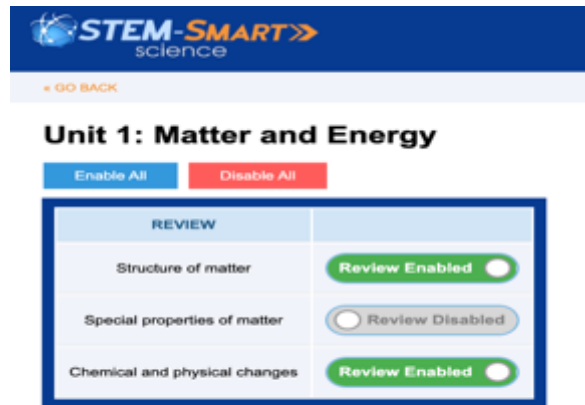 STEM-SMART
science
« GO BACK
Unit 1: Matter and Energy
Enable All Disable All
REVIEW
Structure of matter Review Enabled
Special properties of matter Review Disabled
Chemical and physical changes Review Enabled